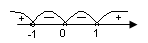 + − − +
-1 0 1